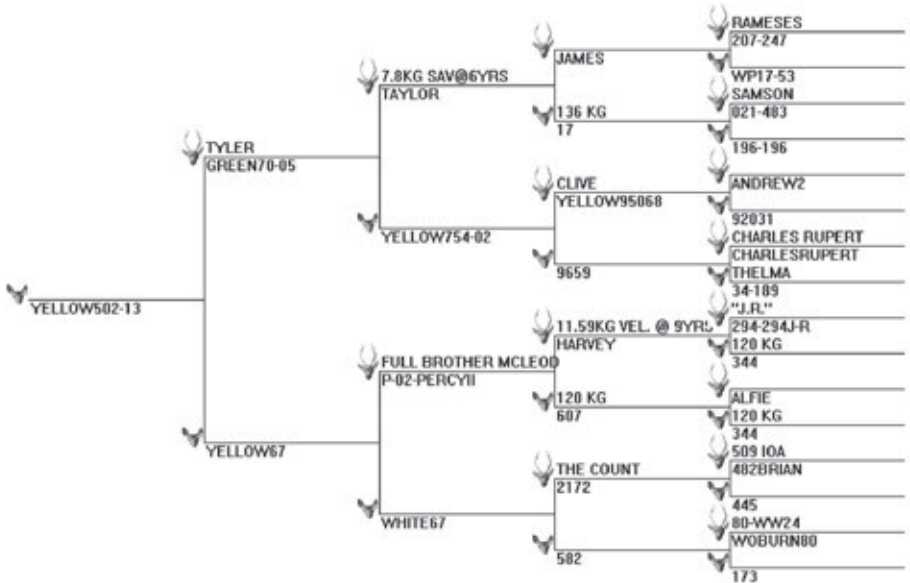 RAMESES
207-247
JAMES
WP17-53
7.8KG SAV@6YRS
SAMSON
TAYLOR
136 KG
021-483
17
196-196
TYLER
GREEN70-05
CLIVE
ANDREW2
YELLOW95068
92031
YELLOW754-02
CHARLES RUPERT
CHARLESRUPERT
9659
THELMA
34-189
YELLOW502-13
"J.R."
11.59KG VEL. @ 9YRS
294-294J-R
HARVEY
120 KG
344
FULL BROTHER MCLEOD
P-02-PERCYII
120 KG
ALFIE
607
120 KG
344
YELLOW67
509 IOA
THE COUNT
482BRIAN
2172
445
WHITE67
80-WW24
582
WOBURN80
173